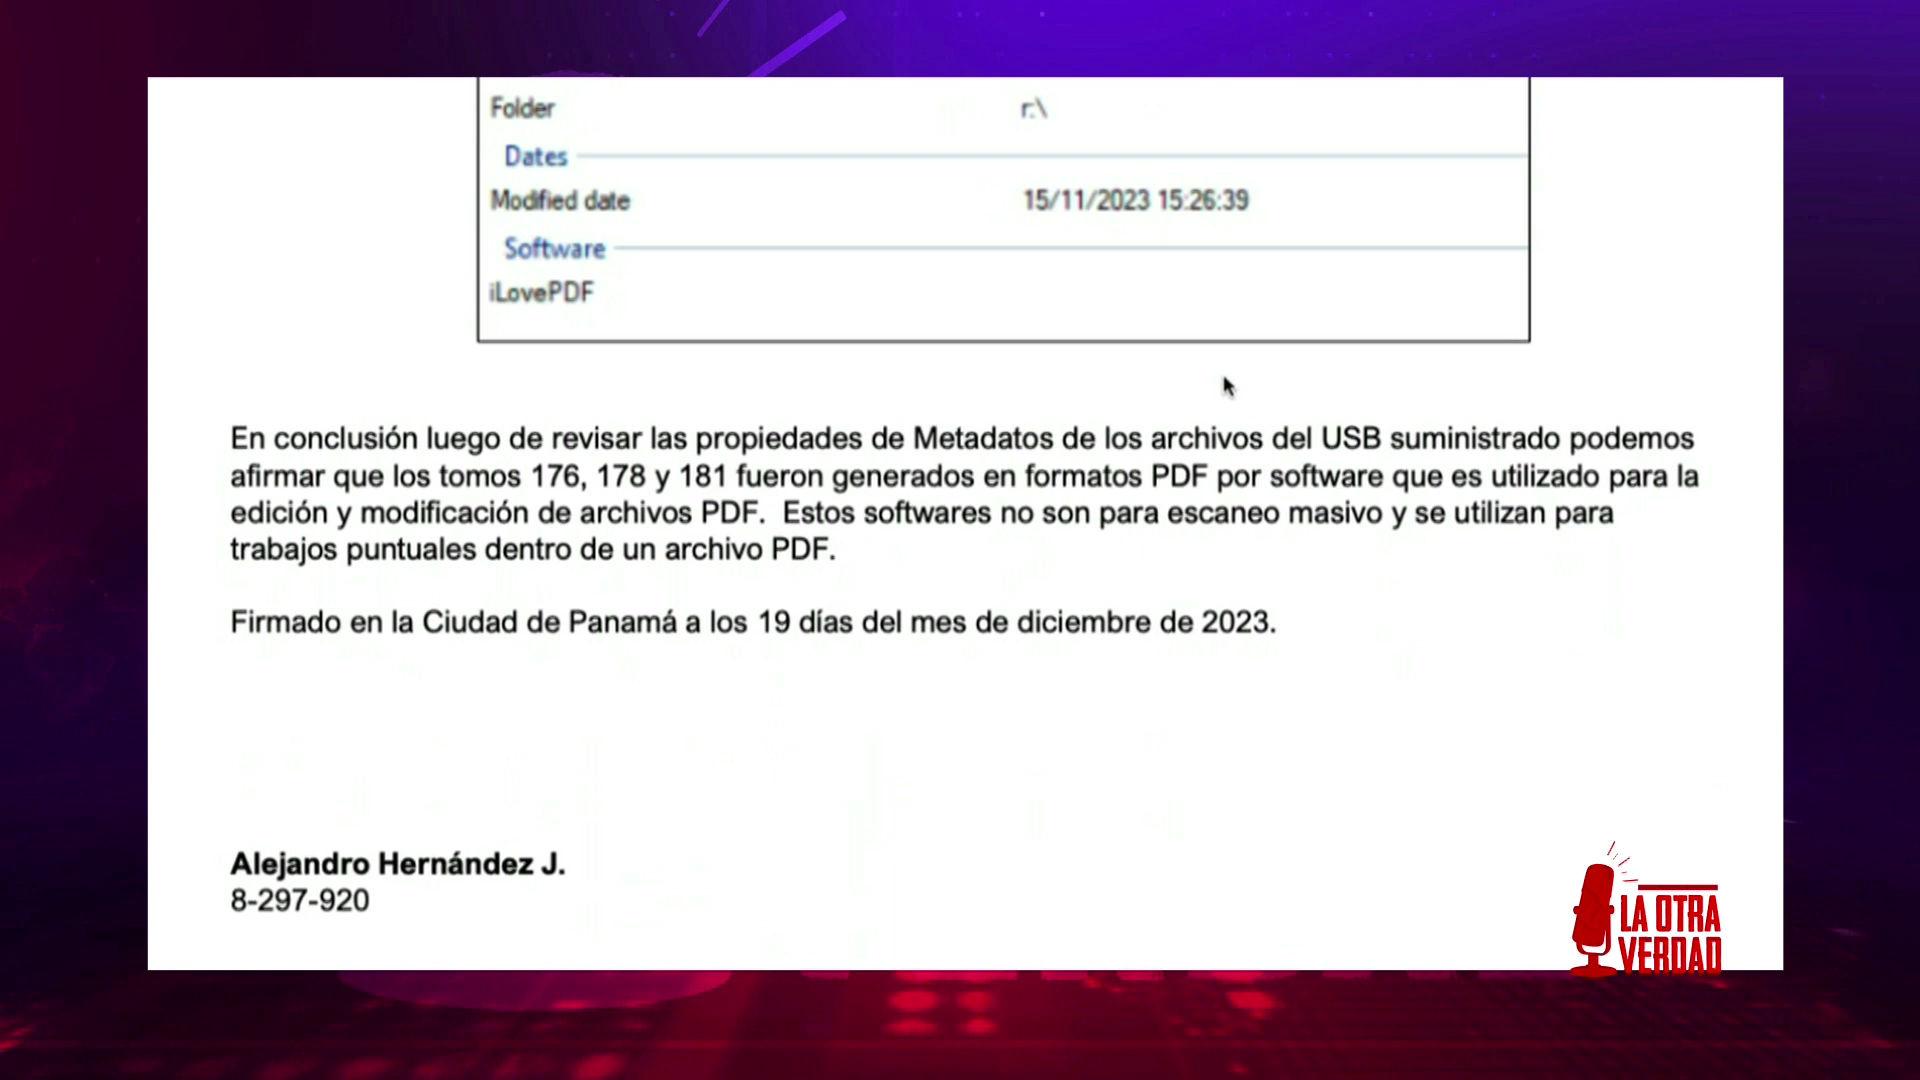 Folder r:\
Dates
Modified date 15/11/2023 15:26:39
Software
iLovePDF
En conclusión luego de revisar las propiedades de Metadatos de los archivos del USB suministrado podemos
afirmar que los tomos 176, 178 y 181 fueron generados en formatos PDF por software que es utilizado para la
edición y modificación de archivos PDF.  Estos softwares no son para escaneo masivo y se utilizan para
trabajos puntuales dentro de un archivo PDF.
Firmado en la Ciudad de Panamá a los 19 días del mes de diciembre de 2023.
Alejandro Hernández J.
8-297-920
LA OTRA
VERDAD